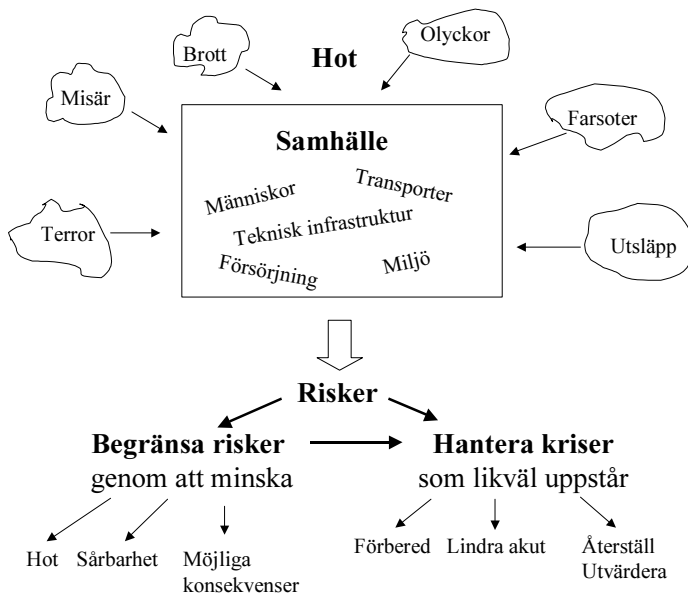 Hot
Brott
Olyckor
Misär
Farsoter
Terror
Utsläpp
Samhälle
Människor
Transporter
Teknisk infrastruktur
Försörjning
Miljö
Risker
Begränsa risker
genom att minska
Hantera kriser
som likväl uppstår
Hot
Sårbarhet
Möjliga
konsekvenser
Förbered
Lindra akut
Återställ
Utvärdera